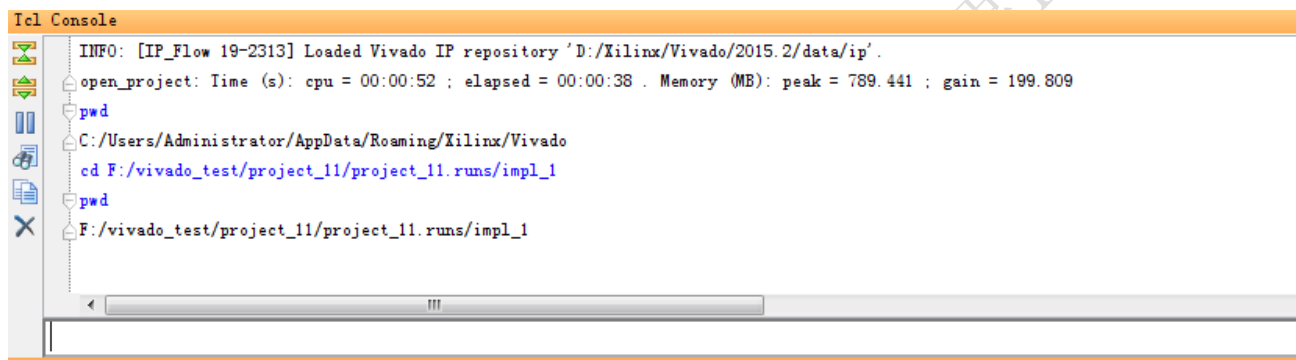 Tcl Console
INFO: [IP_Flow 19-2313] Loaded Vivado IP repository 'D:/Xilinx/Vivado/2015.2/data/ip'.
open_project: Time (s): cpu = 00:00:52 ; elapsed = 00:00:38 . Memory (MB): peak = 789.441 ; gain = 199.809
pwd
C:/Users/Administrator/AppData/Roaming/Xilinx/Vivado
cd F:/vivado_test/project_11/project_11.runs/impl_1
pwd
F:/vivado_test/project_11/project_11.runs/impl_1